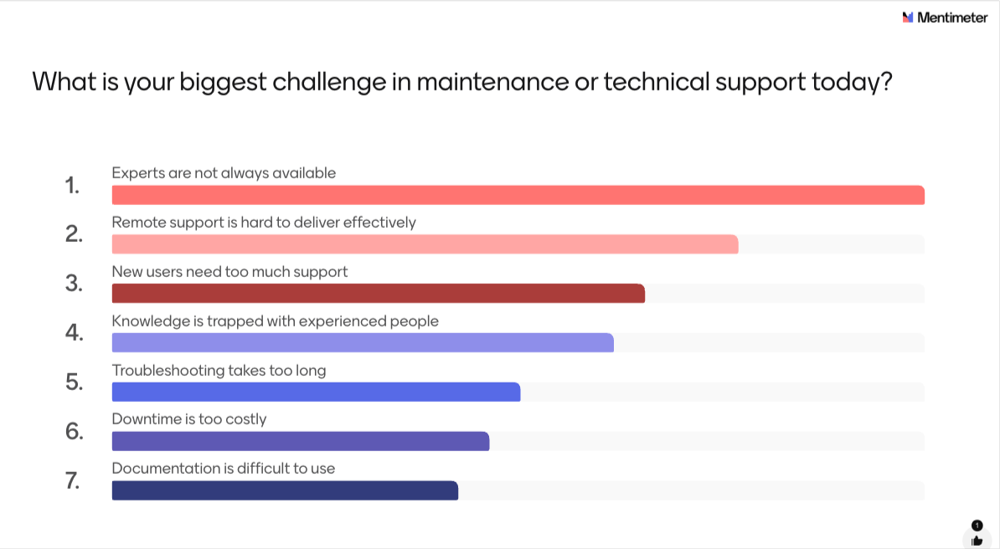 Mentimeter
What is your biggest challenge in maintenance or technical support today?
1.
Experts are not always available
2.
Remote support is hard to deliver effectively
3.
New users need too much support
4.
Knowledge is trapped with experienced people
5.
Troubleshooting takes too long
6.
Downtime is too costly
7.
Documentation is difficult to use
1